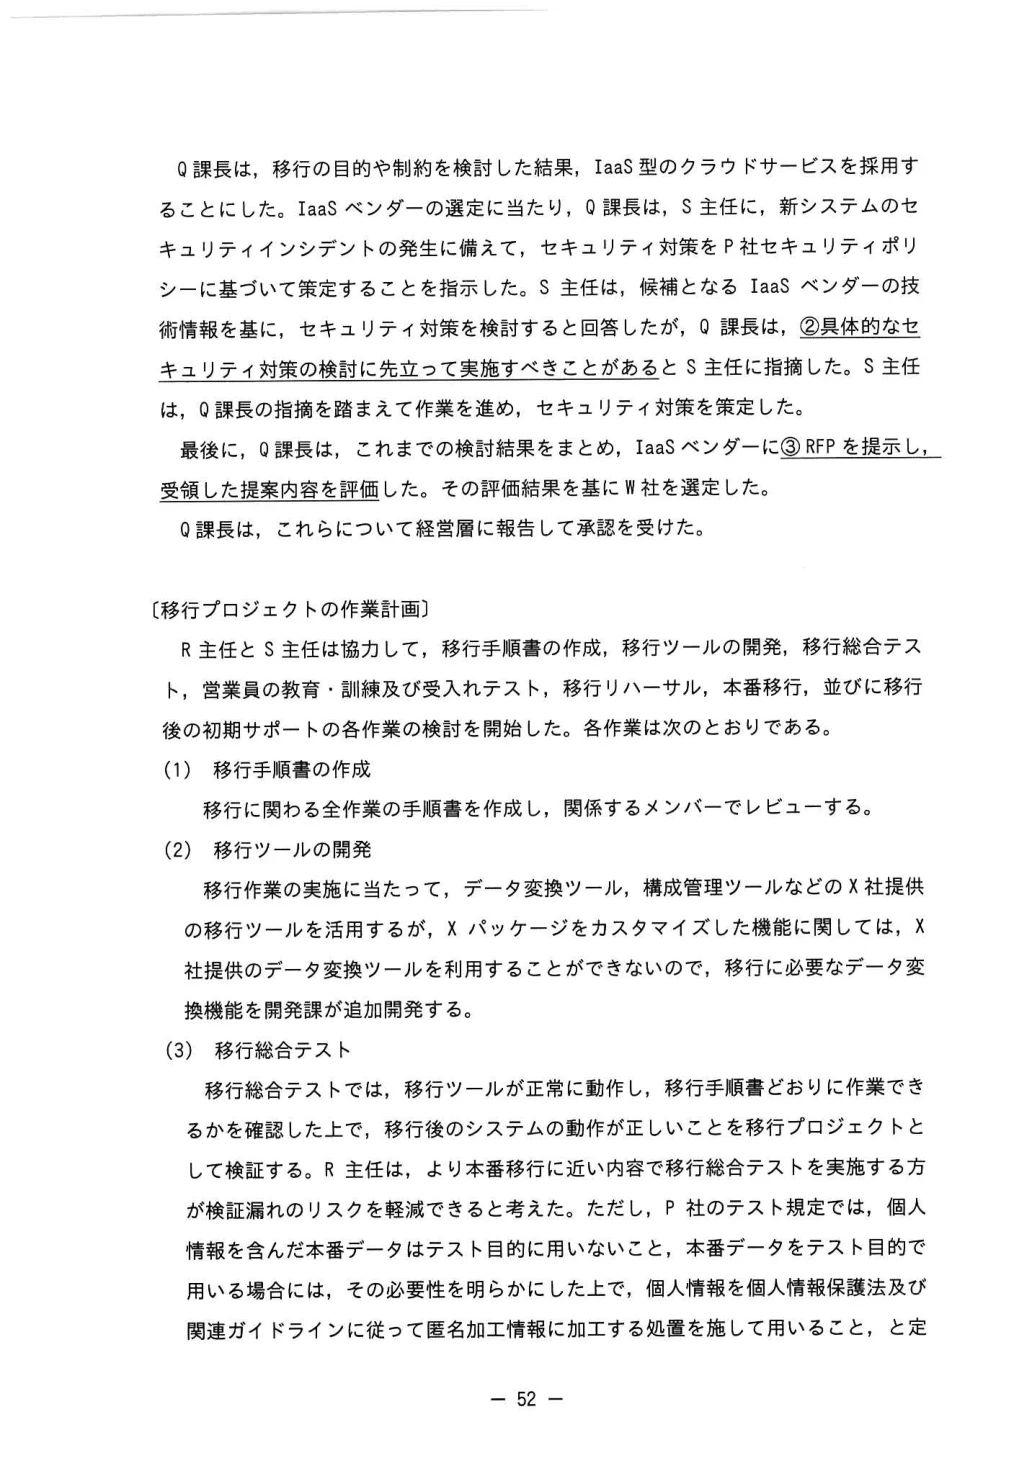 Q 課長は，移行の目的や制約を検討した結果，IaaS 型のクラウドサービスを採用す
ることにした。IaaS ベンダーの選定に当たり，Q 課長は，S 主任に，新システムのセ
キュリティインシデントの発生に備えて，セキュリティ対策を P 社セキュリティポリ
シーに基づいて策定することを指示した。S 主任は，候補となる IaaS ベンダーの技
術情報を基に，セキュリティ対策を検討すると回答したが，Q 課長は，②具体的なセ
キュリティ対策の検討に先立って実施すべきことがあると S 主任に指摘した。S 主任
は，Q 課長の指摘を踏まえて作業を進め，セキュリティ対策を策定した。
最後に，Q 課長は，これまでの検討結果をまとめ，IaaS ベンダーに③RFP を提示し，
受領した提案内容を評価した。その評価結果を基に W 社を選定した。
Q 課長は，これらについて経営層に報告して承認を受けた。
〔移行プロジェクトの作業計画〕
R 主任と S 主任は協力して，移行手順書の作成，移行ツールの開発，移行総合テス
ト，営業員の教育・訓練及び受入れテスト，移行リハーサル，本番移行，並びに移行
後の初期サポートの各作業の検討を開始した。各作業は次のとおりである。
(1) 移行手順書の作成
移行に関わる全作業の手順書を作成し，関係するメンバーでレビューする。
(2) 移行ツールの開発
移行作業の実施に当たって，データ変換ツール，構成管理ツールなどの X 社提供
の移行ツールを活用するが，X パッケージをカスタマイズした機能に関しては，X
社提供のデータ変換ツールを利用することができないので，移行に必要なデータ変
換機能を開発課が追加開発する。
(3) 移行総合テスト
移行総合テストでは，移行ツールが正常に動作し，移行手順書どおりに作業でき
るかを確認した上で，移行後のシステムの動作が正しいことを移行プロジェクトと
して検証する。R 主任は，より本番移行に近い内容で移行総合テストを実施する方
が検証漏れのリスクを軽減できると考えた。ただし，P 社のテスト規定では，個人
情報を含んだ本番データはテスト目的に用いないこと，本番データをテスト目的で
用いる場合には，その必要性を明らかにした上で，個人情報を個人情報保護法及び
関連ガイドラインに従って匿名加工情報に加工する処置を施して用いること，と定
― 52 ―